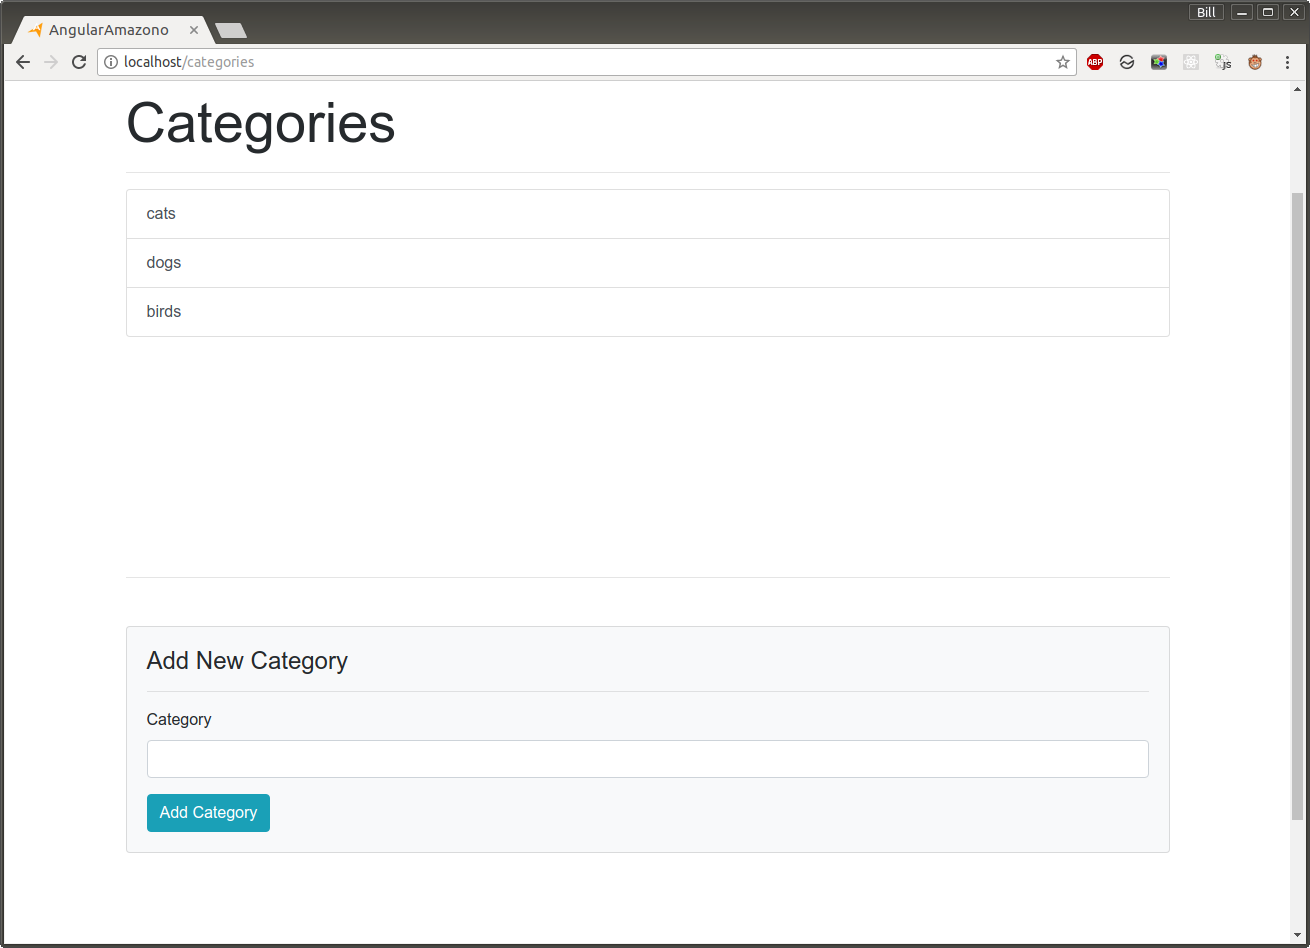 Bill
AngularAmazono
localhost/categories
ABP
js
Categories
cats
dogs
birds
Add New Category
Category
Add Category